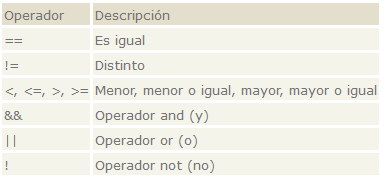 Operador Descripción
== Es igual
!= Distinto
<, <=, >, >= Menor, menor o igual, mayor, mayor o igual
&& Operador and (y)
|| Operador or (o)
! Operador not (no)